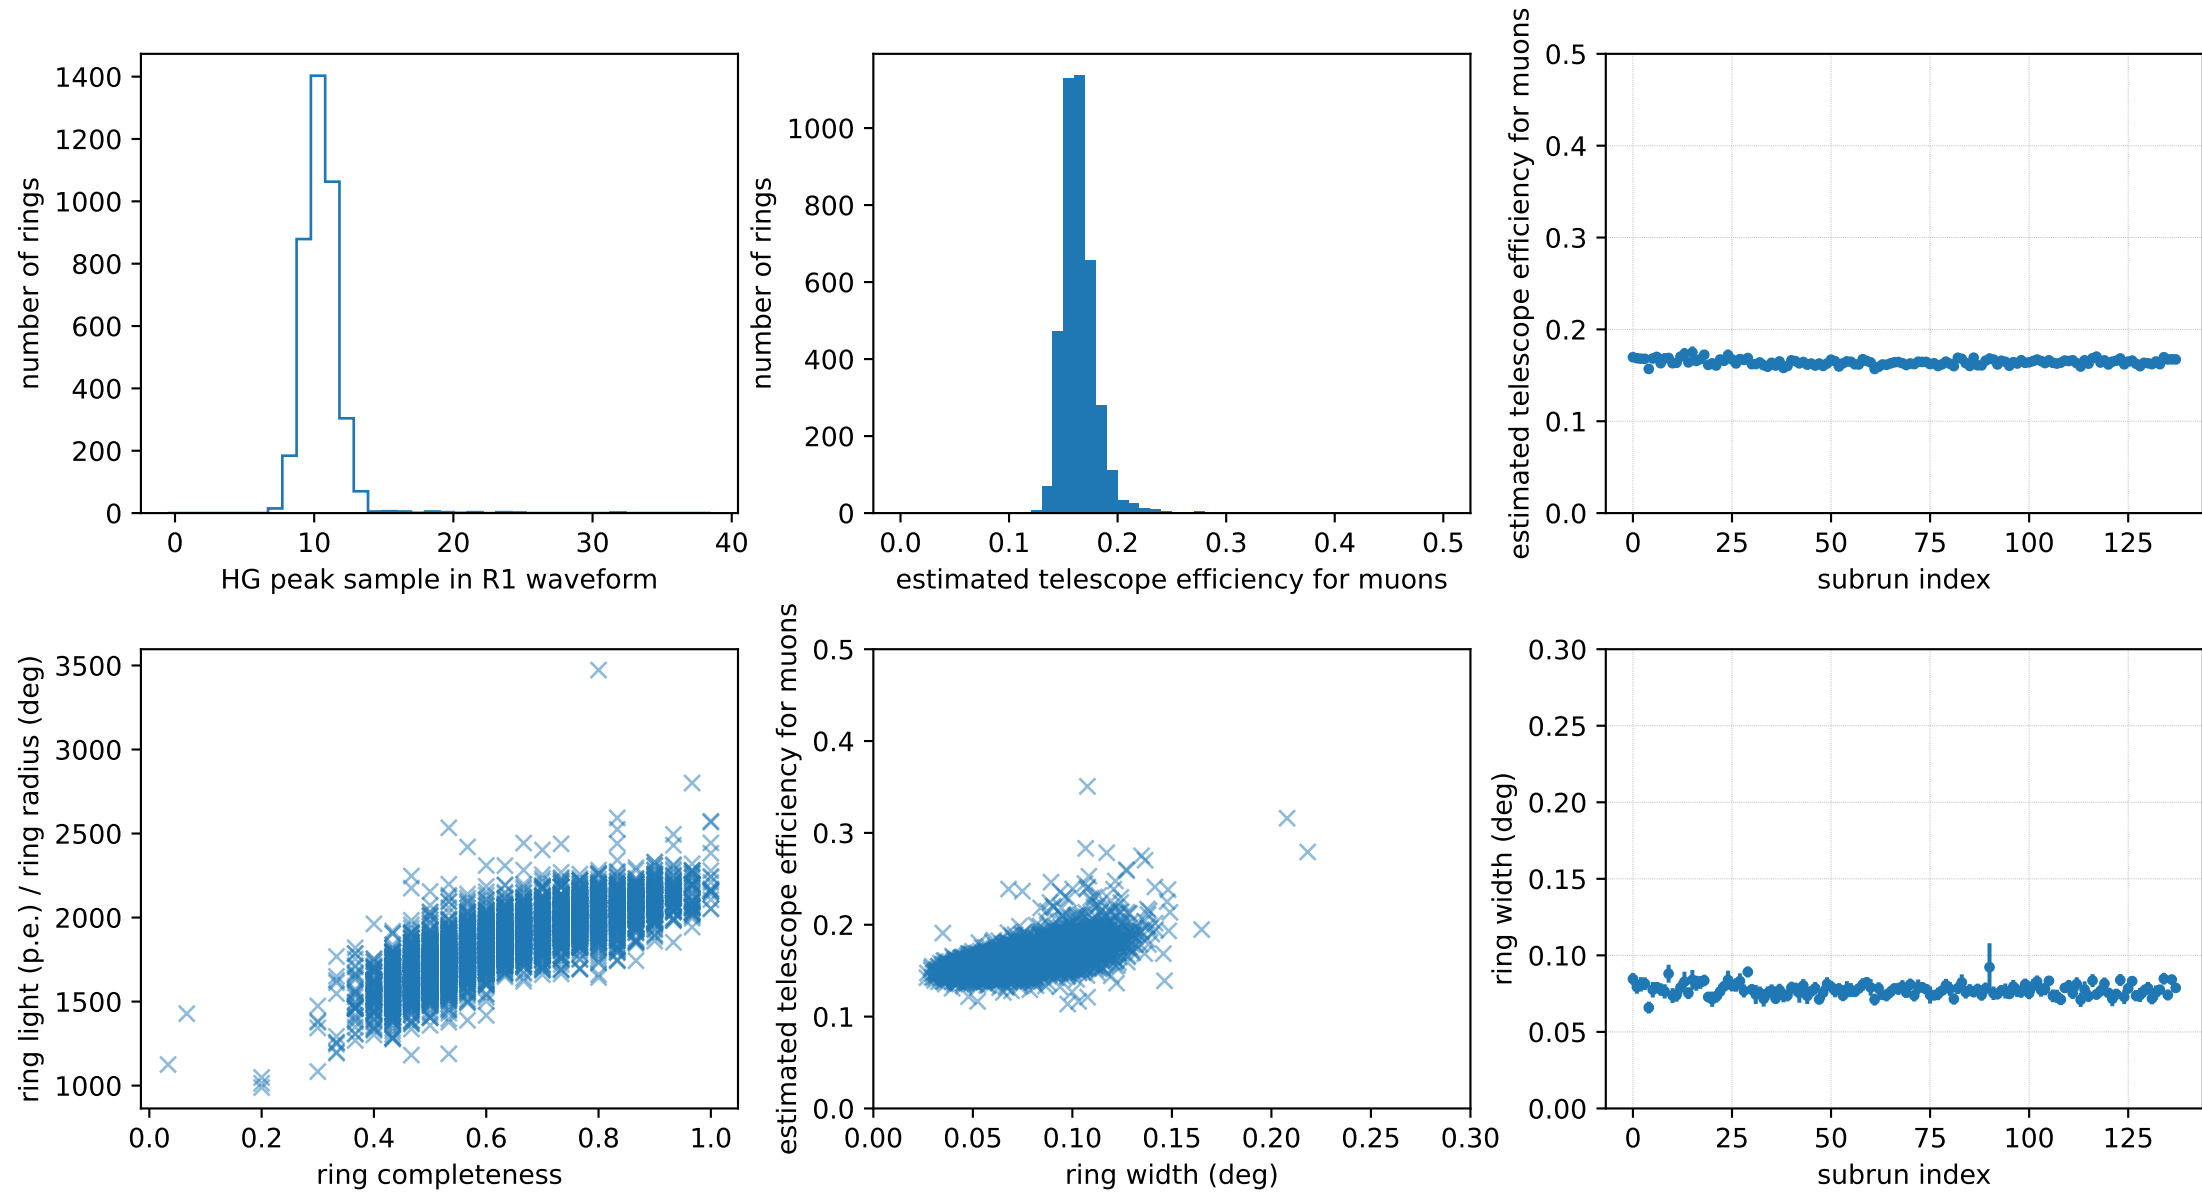 1400
1200
1000
800
600
400
200
0
number of rings
0 10 20 30 40
HG peak sample in R1 waveform
1000
800
600
400
200
0
number of rings
0.0 0.1 0.2 0.3 0.4 0.5
estimated telescope efficiency for muons
0.5
0.4
0.3
0.2
0.1
0.0
estimated telescope efficiency for muons
0 25 50 75 100 125
subrun index
3500
3000
2500
2000
1500
1000
ring light (p.e.) / ring radius (deg)
0.0 0.2 0.4 0.6 0.8 1.0
ring completeness
0.5
0.4
0.3
0.2
0.1
0.0
estimated telescope efficiency for muons
0.00 0.05 0.10 0.15 0.20 0.25 0.30
ring width (deg)
0.30
0.25
0.20
0.15
0.10
0.05
0.00
ring width (deg)
0 25 50 75 100 125
subrun index